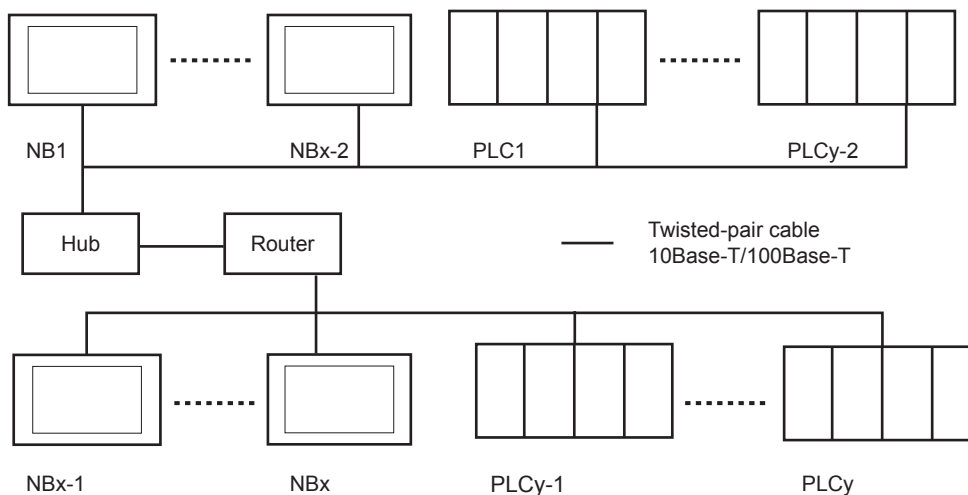 NB1
NBx-2
PLC1
PLCy-2
Hub
Router
Twisted-pair cable
10Base-T/100Base-T
NBx-1
NBx
PLCy-1
PLCy